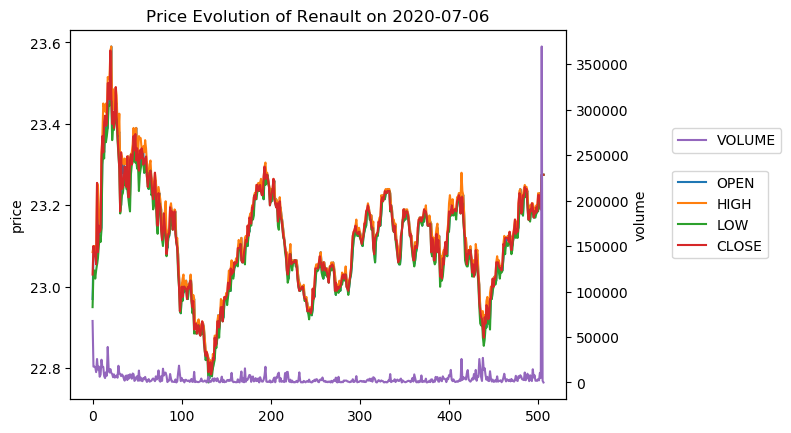 Price Evolution of Renault on 2020-07-06
price
23.6
23.4
23.2
23.0
22.8
0
100
200
300
400
500
350000
300000
250000
200000
150000
100000
50000
0
volume
VOLUME
OPEN
HIGH
LOW
CLOSE